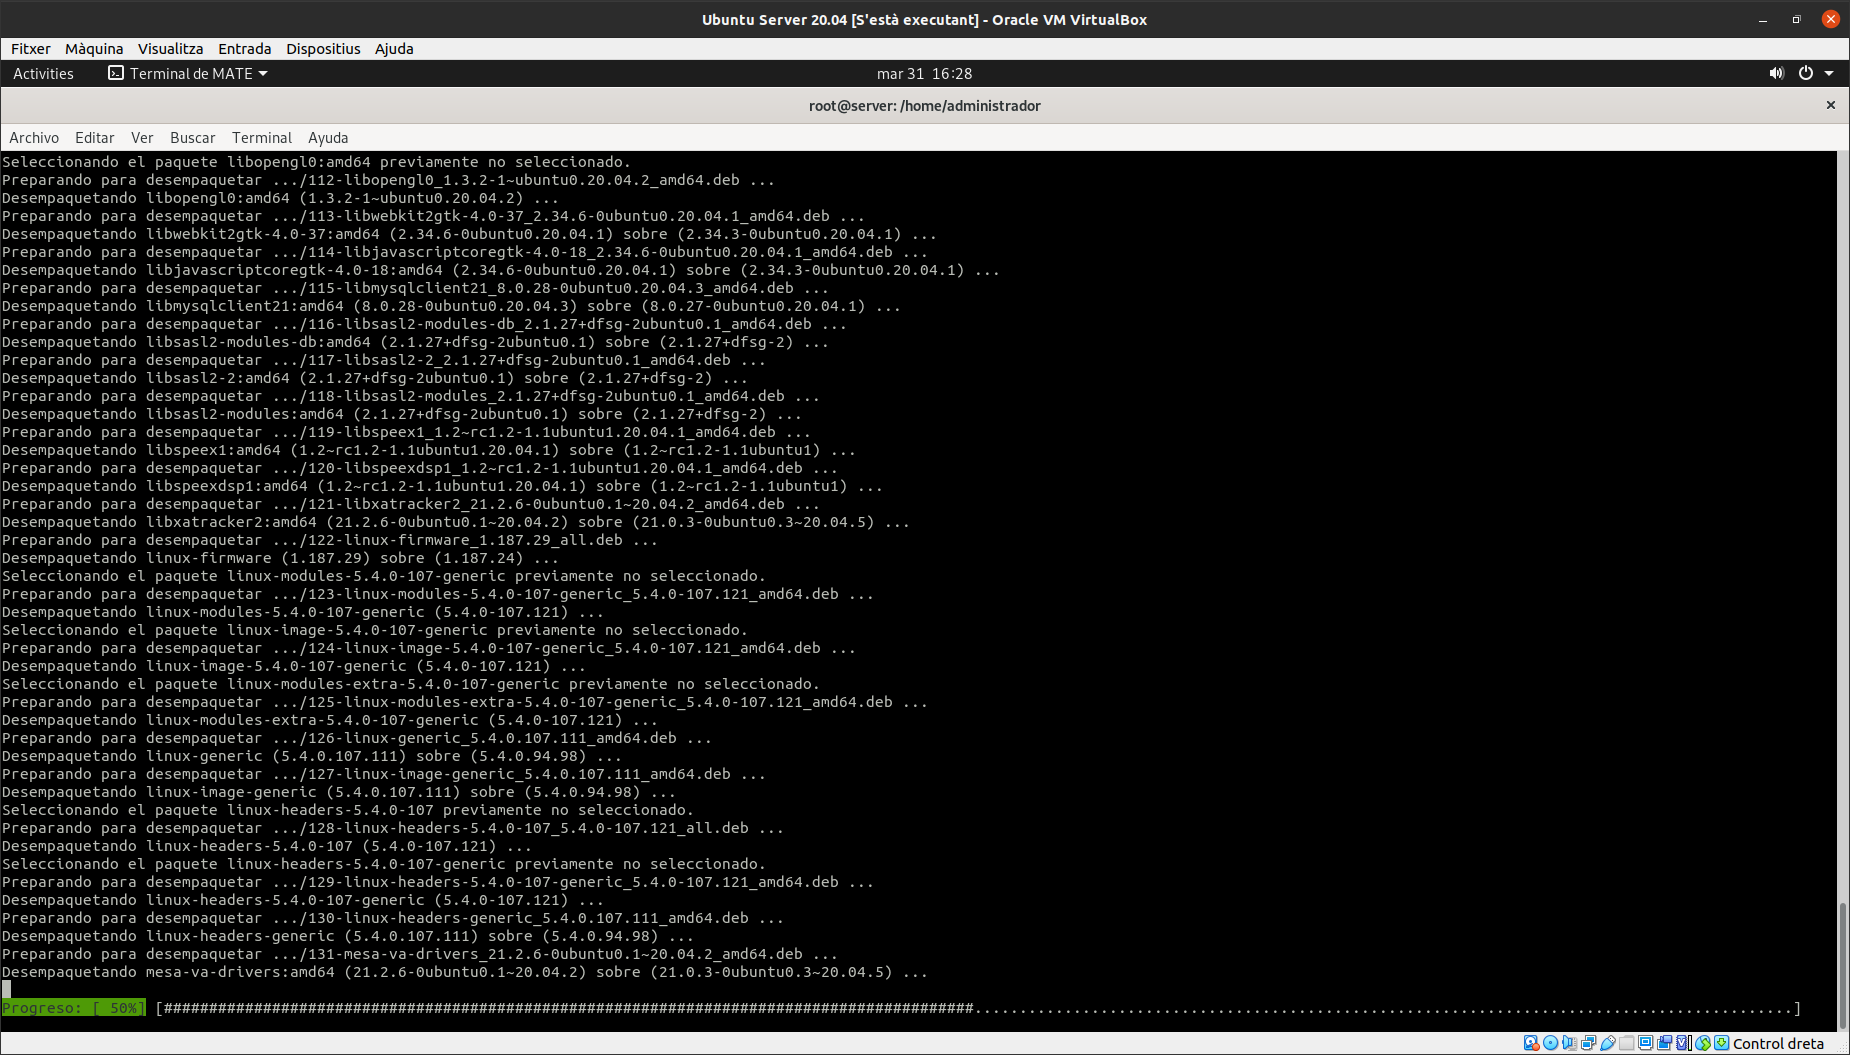 Ubuntu Server 20.04 [S'està executant] - Oracle VM VirtualBox
Fitxer Màquina Visualitza Entrada Dispositius Ajuda
Activities Terminal de MATE mar 31 16:28
root@server: /home/administrador
Archivo Editar Ver Buscar Terminal Ayuda
Seleccionando el paquete libopengl0:amd64 previamente no seleccionado.
Preparando para desempaquetar .../112-libopengl0_1.3.2-1~ubuntu0.20.04.2_amd64.deb ...
Desempaquetando libopengl0:amd64 (1.3.2-1~ubuntu0.20.04.2) ...
Preparando para desempaquetar .../113-libwebkit2gtk-4.0-37_2.34.6-0ubuntu0.20.04.1_amd64.deb ...
Desempaquetando libwebkit2gtk-4.0-37:amd64 (2.34.6-0ubuntu0.20.04.1) sobre (2.34.3-0ubuntu0.20.04.1) ...
Preparando para desempaquetar .../114-libjavascriptcoregtk-4.0-18_2.34.6-0ubuntu0.20.04.1_amd64.deb ...
Desempaquetando libjavascriptcoregtk-4.0-18:amd64 (2.34.6-0ubuntu0.20.04.1) sobre (2.34.3-0ubuntu0.20.04.1) ...
Preparando para desempaquetar .../115-libmysqlclient21_8.0.28-0ubuntu0.20.04.3_amd64.deb ...
Desempaquetando libmysqlclient21:amd64 (8.0.28-0ubuntu0.20.04.3) sobre (8.0.27-0ubuntu0.20.04.1) ...
Preparando para desempaquetar .../116-libsasl2-modules-db_2.1.27+dfsg-2ubuntu0.1_amd64.deb ...
Desempaquetando libsasl2-modules-db:amd64 (2.1.27+dfsg-2ubuntu0.1) sobre (2.1.27+dfsg-2) ...
Preparando para desempaquetar .../117-libsasl2-2_2.1.27+dfsg-2ubuntu0.1_amd64.deb ...
Desempaquetando libsasl2-2:amd64 (2.1.27+dfsg-2ubuntu0.1) sobre (2.1.27+dfsg-2) ...
Preparando para desempaquetar .../118-libsasl2-modules_2.1.27+dfsg-2ubuntu0.1_amd64.deb ...
Desempaquetando libsasl2-modules:amd64 (2.1.27+dfsg-2ubuntu0.1) sobre (2.1.27+dfsg-2) ...
Preparando para desempaquetar .../119-libspeex1_1.2~rc1.2-1.1ubuntu1.20.04.1_amd64.deb ...
Desempaquetando libspeex1:amd64 (1.2~rc1.2-1.1ubuntu1.20.04.1) sobre (1.2~rc1.2-1.1ubuntu1) ...
Preparando para desempaquetar .../120-libspeexdsp1_1.2~rc1.2-1.1ubuntu1.20.04.1_amd64.deb ...
Desempaquetando libspeexdsp1:amd64 (1.2~rc1.2-1.1ubuntu1.20.04.1) sobre (1.2~rc1.2-1.1ubuntu1) ...
Preparando para desempaquetar .../121-libxatracker2_21.2.6-0ubuntu0.1~20.04.2_amd64.deb ...
Desempaquetando libxatracker2:amd64 (21.2.6-0ubuntu0.1~20.04.2) sobre (21.0.3-0ubuntu0.3~20.04.5) ...
Preparando para desempaquetar .../122-linux-firmware_1.187.29_all.deb ...
Desempaquetando linux-firmware (1.187.29) sobre (1.187.24) ...
Seleccionando el paquete linux-modules-5.4.0-107-generic previamente no seleccionado.
Preparando para desempaquetar .../123-linux-modules-5.4.0-107-generic_5.4.0-107.121_amd64.deb ...
Desempaquetando linux-modules-5.4.0-107-generic (5.4.0-107.121) ...
Seleccionando el paquete linux-image-5.4.0-107-generic previamente no seleccionado.
Preparando para desempaquetar .../124-linux-image-5.4.0-107-generic_5.4.0-107.121_amd64.deb ...
Desempaquetando linux-image-5.4.0-107-generic (5.4.0-107.121) ...
Seleccionando el paquete linux-modules-extra-5.4.0-107-generic previamente no seleccionado.
Preparando para desempaquetar .../125-linux-modules-extra-5.4.0-107-generic_5.4.0-107.121_amd64.deb ...
Desempaquetando linux-modules-extra-5.4.0-107-generic (5.4.0-107.121) ...
Preparando para desempaquetar .../126-linux-generic_5.4.0.107.111_amd64.deb ...
Desempaquetando linux-generic (5.4.0.107.111) sobre (5.4.0.94.98) ...
Preparando para desempaquetar .../127-linux-image-generic_5.4.0.107.111_amd64.deb ...
Desempaquetando linux-image-generic (5.4.0.107.111) sobre (5.4.0.94.98) ...
Seleccionando el paquete linux-headers-5.4.0-107 previamente no seleccionado.
Preparando para desempaquetar .../128-linux-headers-5.4.0-107_5.4.0-107.121_all.deb ...
Desempaquetando linux-headers-5.4.0-107 (5.4.0-107.121) ...
Seleccionando el paquete linux-headers-5.4.0-107-generic previamente no seleccionado.
Preparando para desempaquetar .../129-linux-headers-5.4.0-107-generic_5.4.0-107.121_amd64.deb ...
Desempaquetando linux-headers-5.4.0-107-generic (5.4.0-107.121) ...
Preparando para desempaquetar .../130-linux-headers-generic_5.4.0.107.111_amd64.deb ...
Desempaquetando linux-headers-generic (5.4.0.107.111) sobre (5.4.0.94.98) ...
Preparando para desempaquetar .../131-mesa-va-drivers_21.2.6-0ubuntu0.1~20.04.2_amd64.deb ...
Desempaquetando mesa-va-drivers:amd64 (21.2.6-0ubuntu0.1~20.04.2) sobre (21.0.3-0ubuntu0.3~20.04.5) ...
Progreso: [ 50%] [##########################################################################################...........................................................................................]
Control dreta